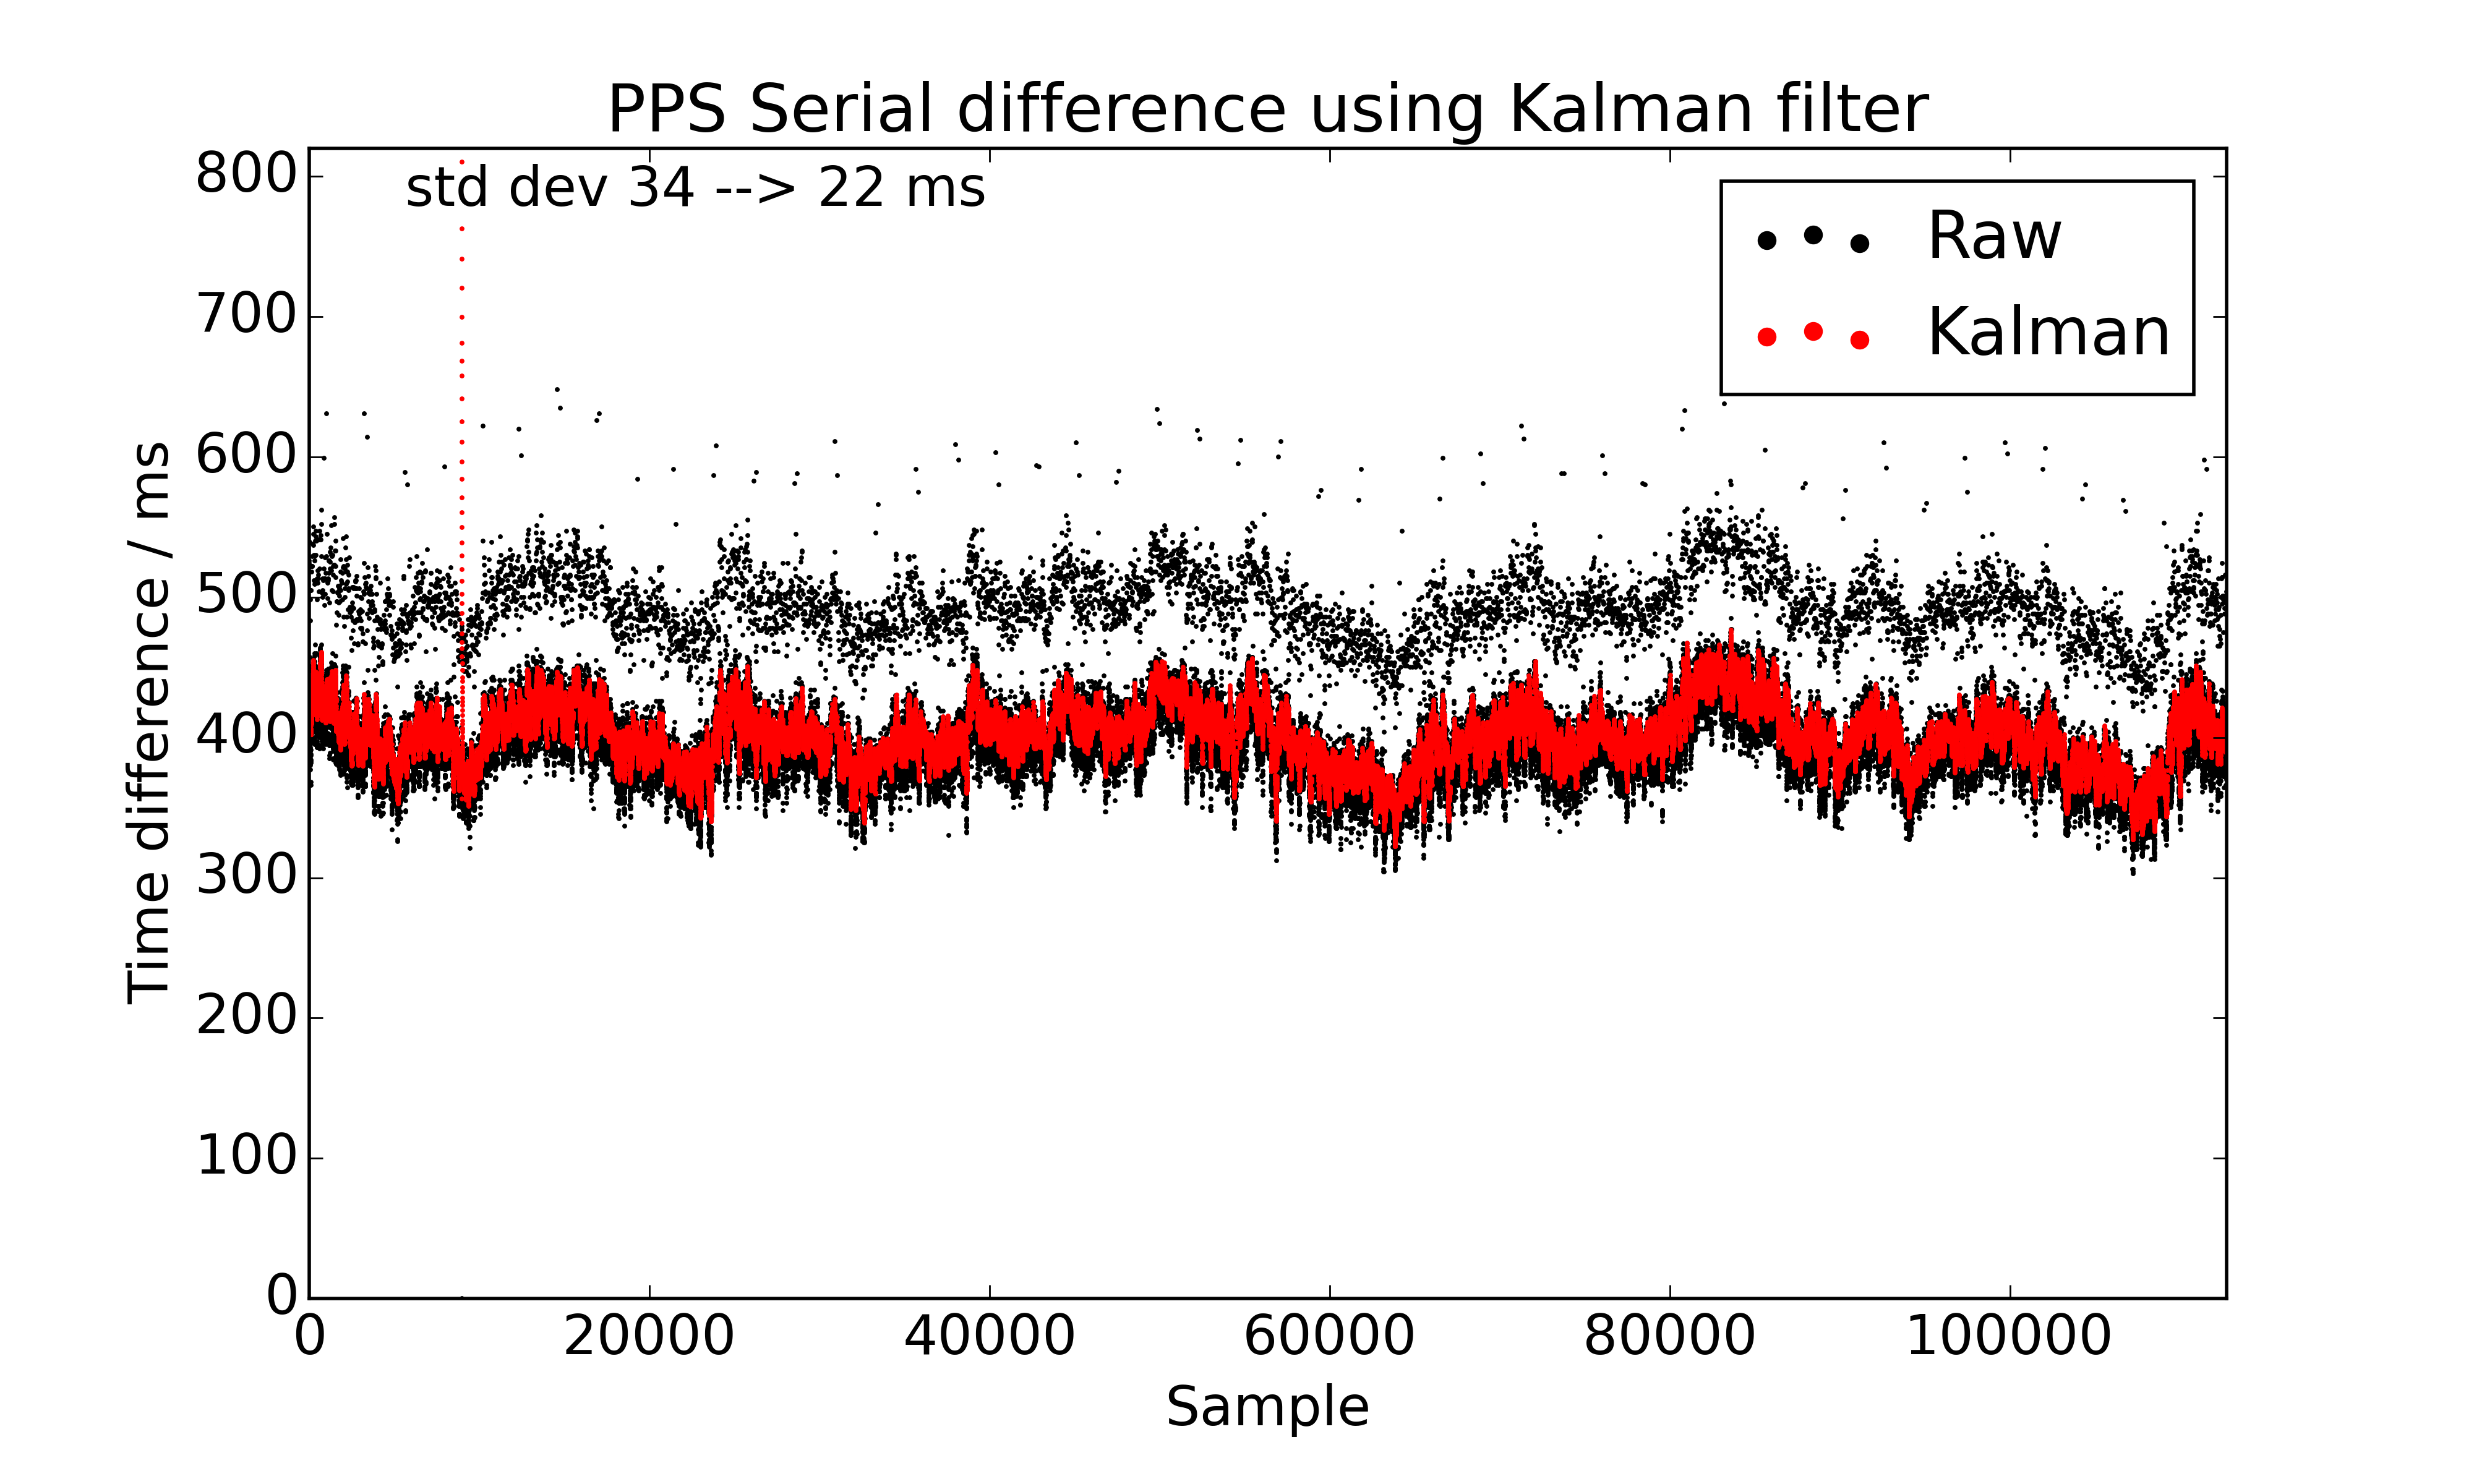 PPS Serial difference using Kalman filter
std dev 34 --> 22 ms
Raw
Kalman
Time difference / ms
800
700
600
500
400
300
200
100
0
0 20000 40000 60000 80000 100000
Sample